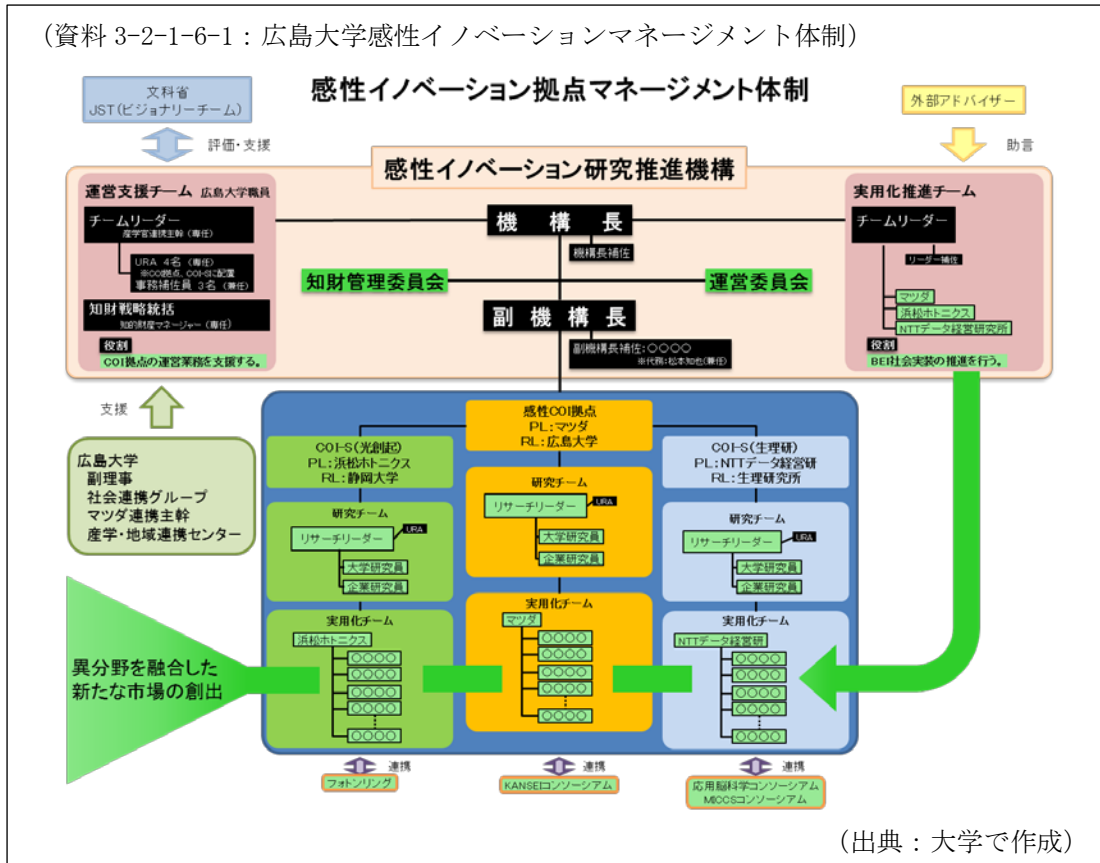 （資料 3-2-1-6-1：広島大学感性イノベーションマネージメント体制）
感性イノベーション拠点マネージメント体制
文科省
JST(ビジョナリーチーム)
評価・支援
外部アドバイザー
助言
感性イノベーション研究推進機構
運営支援チーム 広島大学職員
チームリーダー
産学官連携主幹（専任）
URA 4名（専任）
※COI拠点、COI-Sに配置
事務補佐員 3名（兼任）
知財戦略統括
知的財産マネージャー（専任）
役割
COI拠点の運営業務を支援する。
機構長
機構長補佐
知財管理委員会
運営委員会
副機構長
副機構長補佐：○○○○
※代務：松本知也（兼任）
実用化推進チーム
チームリーダー
リーダー補佐
マツダ
浜松ホトニクス
NTTデータ経営研究所
役割
BEI社会実装の推進を行う。
支援
広島大学
副理事
社会連携グループ
マツダ連携主幹
産学・地域連携センター
感性COI拠点
PL：マツダ
RL：広島大学
COI-S(光創起)
PL：浜松ホトニクス
RL：静岡大学
COI-S(生理研)
PL：NTTデータ経営研
RL：生理研究所
研究チーム
リサーチリーダー
URA
大学研究員
企業研究員
研究チーム
リサーチリーダー
URA
大学研究員
企業研究員
研究チーム
リサーチリーダー
URA
大学研究員
企業研究員
実用化チーム
浜松ホトニクス
○○○○
○○○○
○○○○
○○○○
○○○○
実用化チーム
マツダ
○○○○
○○○○
○○○○
○○○○
○○○○
実用化チーム
NTTデータ経営研
○○○○
○○○○
○○○○
○○○○
○○○○
異分野を融合した
新たな市場の創出
連携
フォトンリング
連携
KANSEIコンソーシアム
連携
応用脳科学コンソーシアム
MICCSコンソーシアム
（出典：大学で作成）